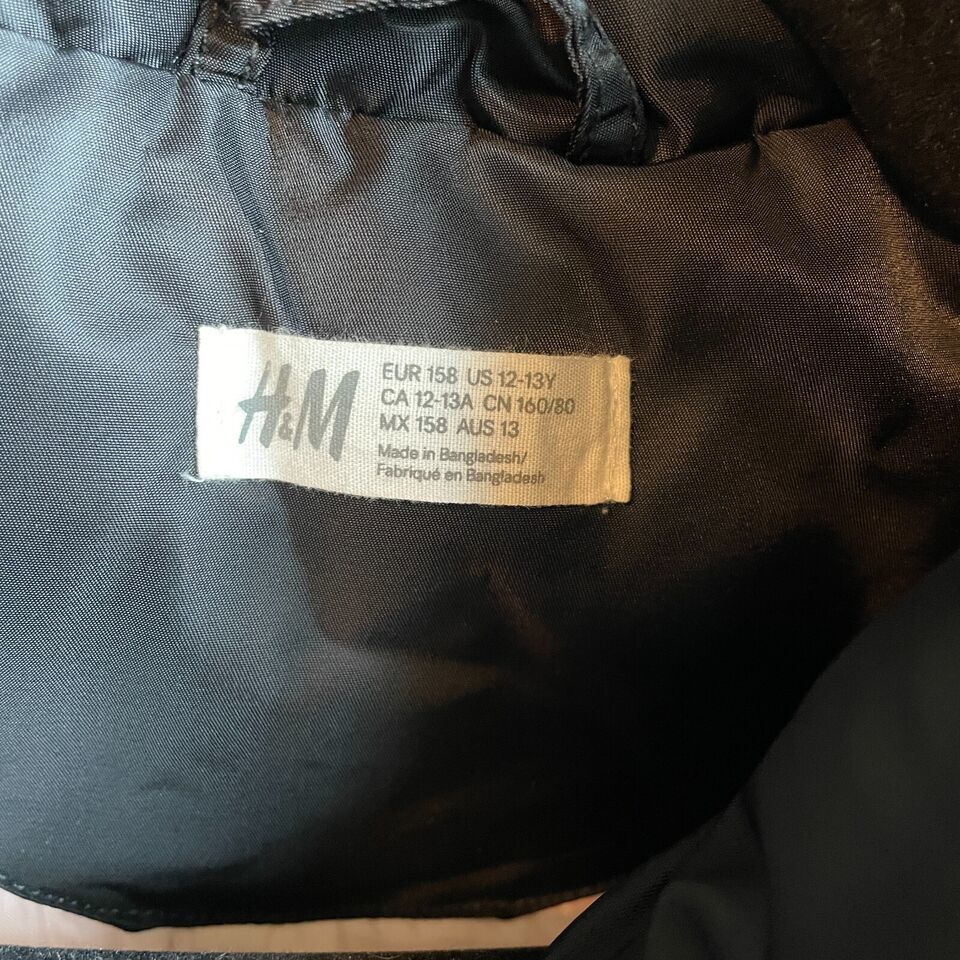 H&M
EUR 158 US 12-13Y
CA 12-13A CN 160/80
MX 158 AUS 13
Made in Bangladesh/
Fabriqué en Bangladesh